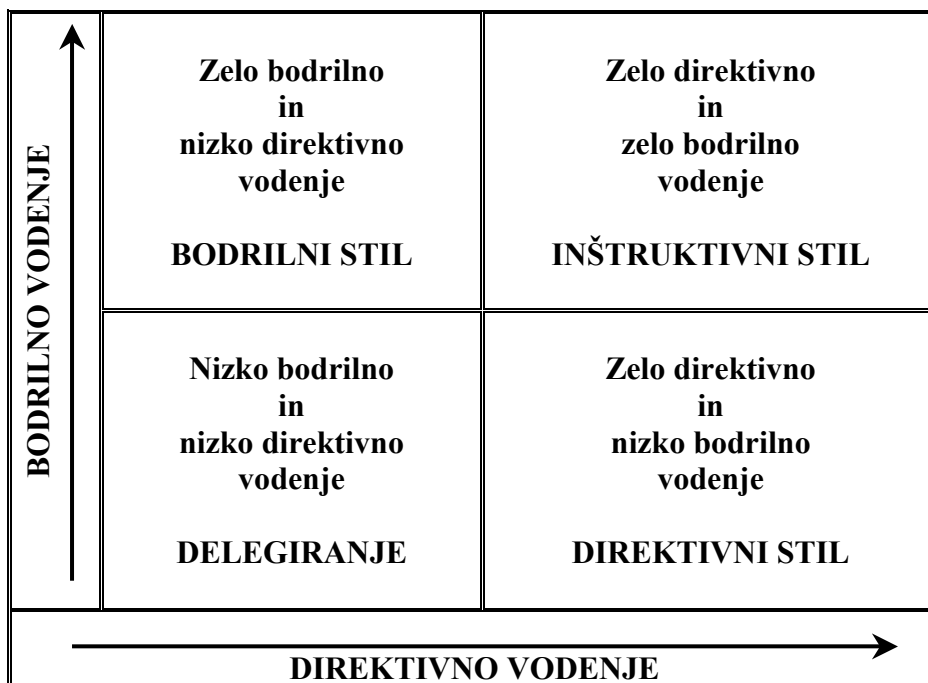 BODRILNO VODENJE
Zelo bodrilno
in
nizko direktivno
vodenje
BODRILNI STIL
Zelo direktivno
in
zelo bodrilno
vodenje
INŠTRUKTIVNI STIL
Nizko bodrilno
in
nizko direktivno
vodenje
DELEGIRANJE
Zelo direktivno
in
nizko bodrilno
vodenje
DIREKTIVNI STIL
DIREKTIVNO VODENJE